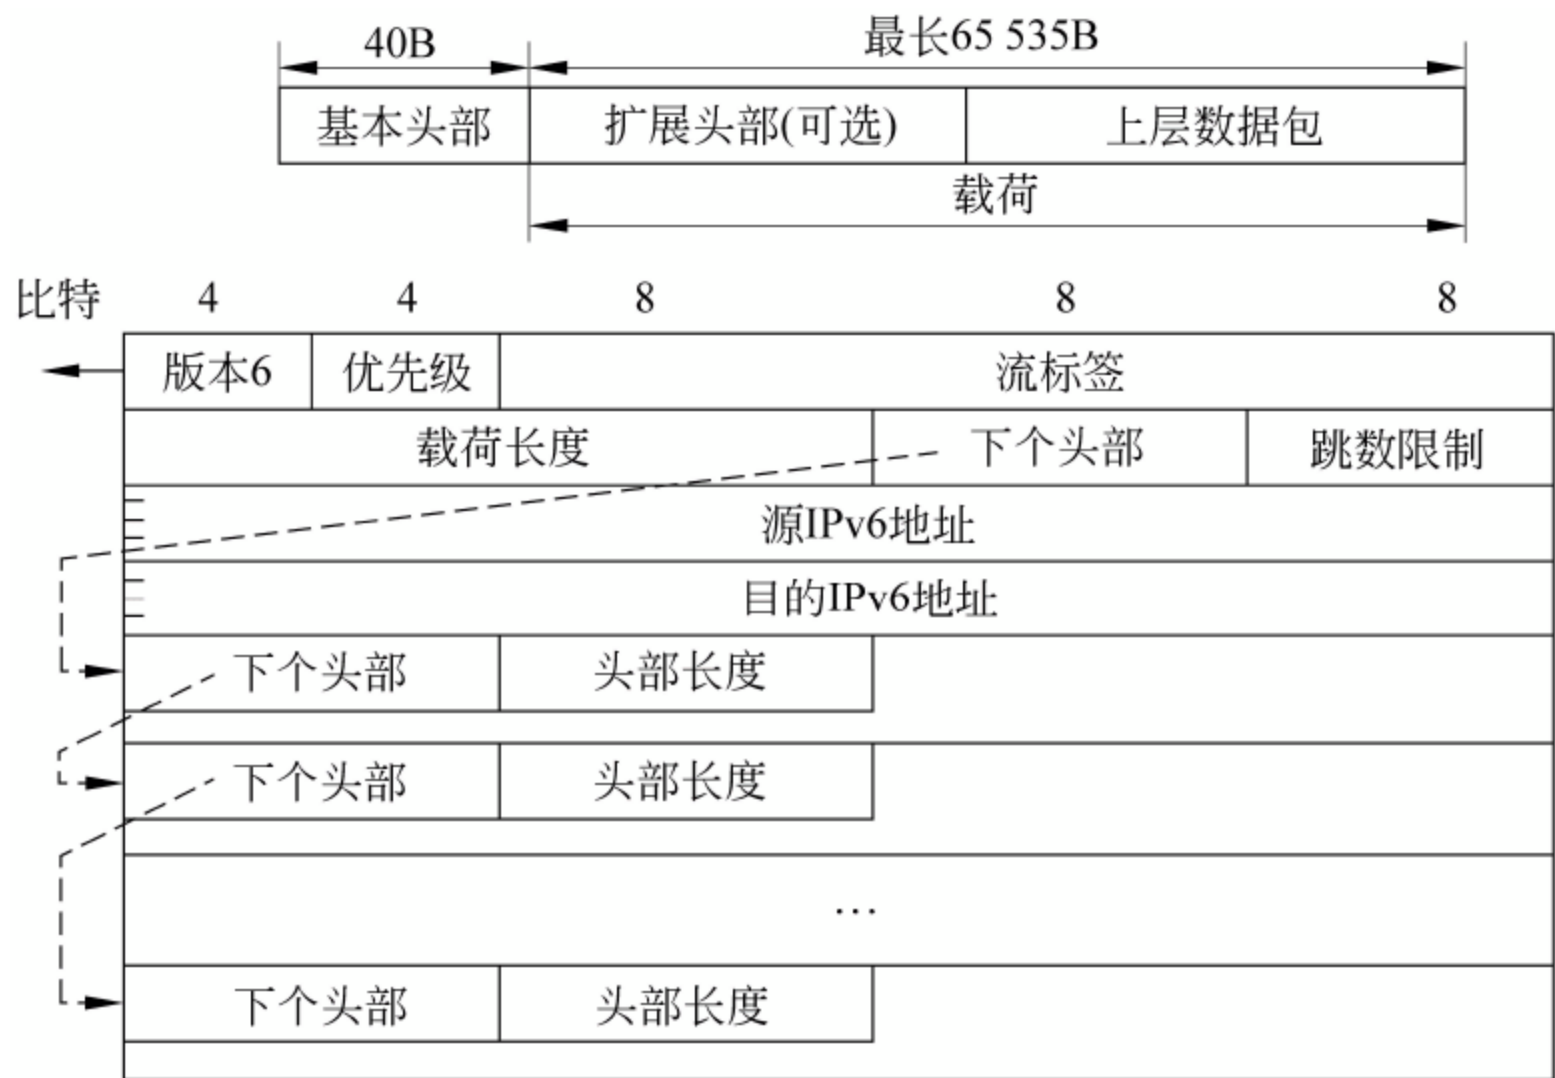 40B 最长65 535B
基本头部 扩展头部(可选) 上层数据包
载荷
比特 4 4 8 8 8
版本6 优先级 流标签
载荷长度 下个头部 跳数限制
源IPv6地址
目的IPv6地址
下个头部 头部长度
下个头部 头部长度
…
下个头部 头部长度